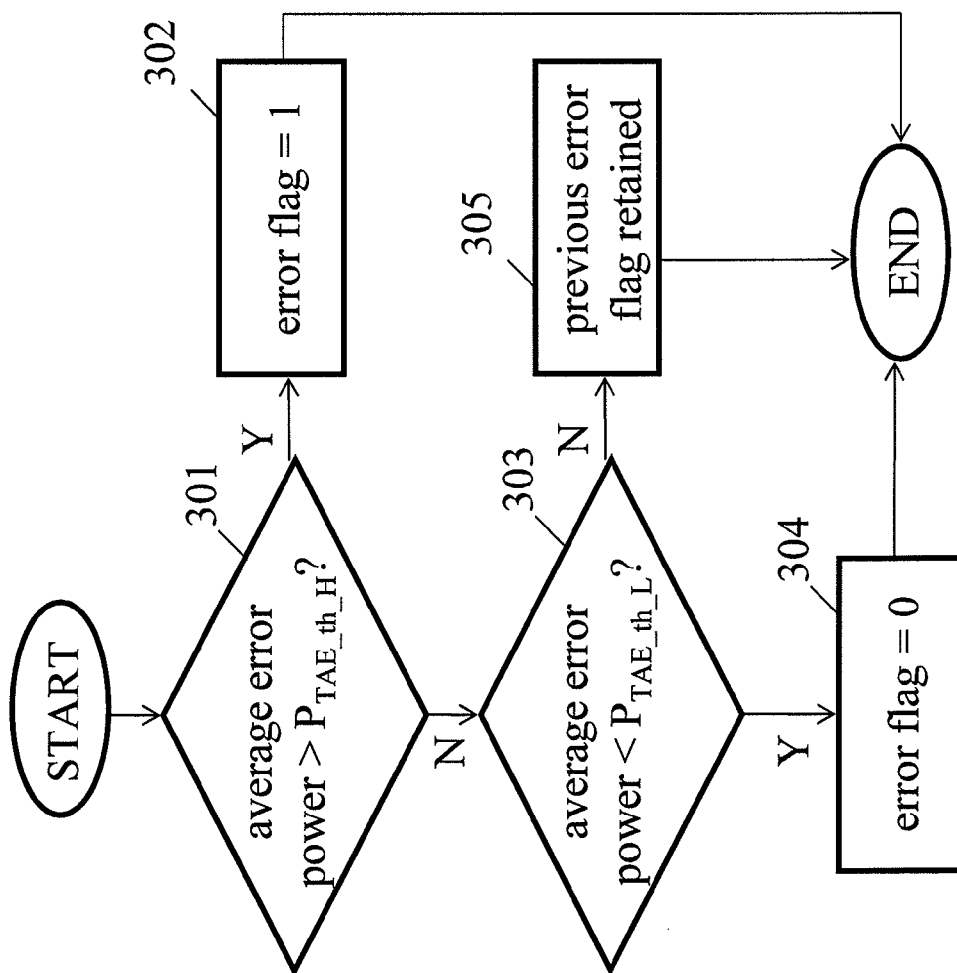 START
301
average error
power > P_TAE_th_H?
Y
302
error flag = 1
N
303
average error
power < P_TAE_th_L?
N
305
previous error
flag retained
Y
304
error flag = 0
END